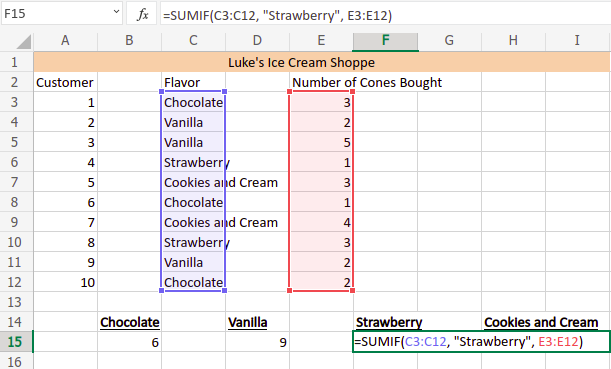 F15 fx =SUMIF(C3:C12, "Strawberry", E3:E12)
A B C D E F G H I
1 Luke's Ice Cream Shoppe
2 Customer Flavor Number of Cones Bought
3 1 Chocolate 3
4 2 Vanilla 2
5 3 Vanilla 5
6 4 Strawberry 1
7 5 Cookies and Cream 3
8 6 Chocolate 1
9 7 Cookies and Cream 4
10 8 Strawberry 3
11 9 Vanilla 2
12 10 Chocolate 2
13
14 Chocolate Vanilla Strawberry Cookies and Cream
15 6 9 =SUMIF(C3:C12, "Strawberry", E3:E12)
16